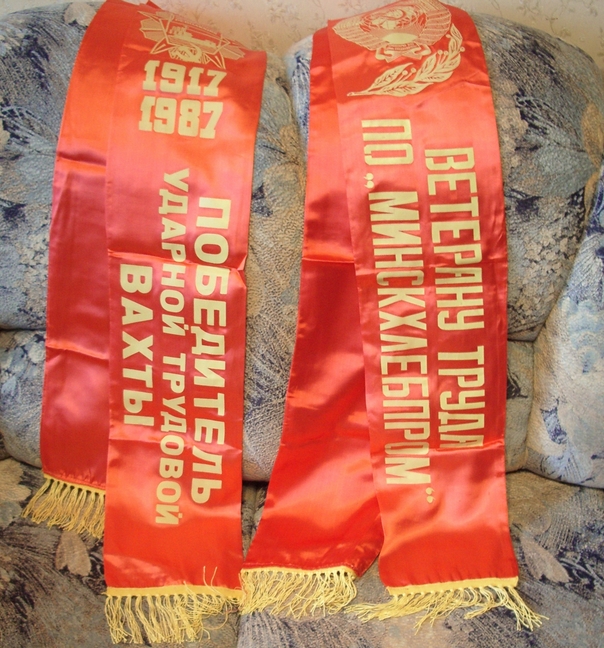 1917
1987
ПОБЕДИТЕЛЬ
УДАРНОЙ ТРУДОВОЙ
ВАХТЫ
ВЕТЕРАНУ ТРУДА
ПО „МИНСКХЛЕБПРОМ"